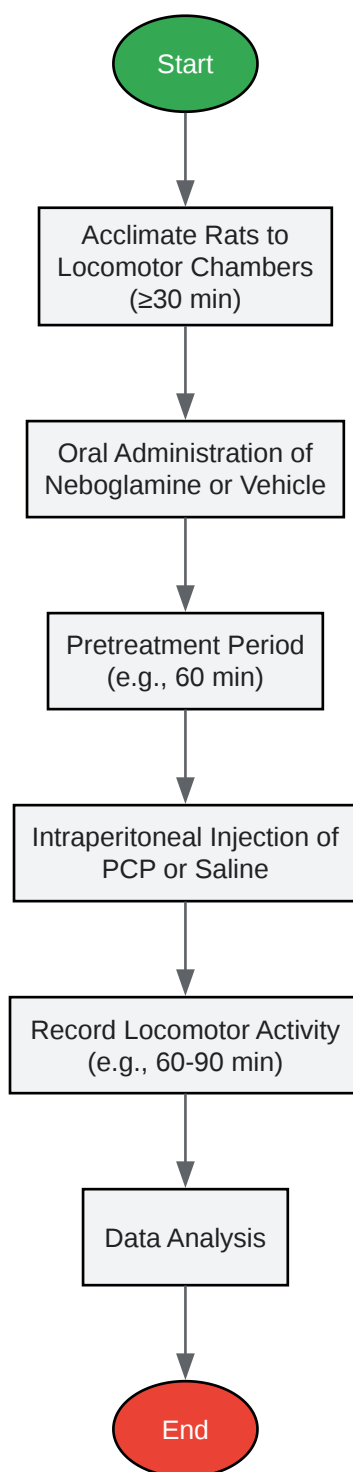 Start
Acclimate Rats to
Locomotor Chambers
(≥30 min)
Oral Administration of
Neboglamine or Vehicle
Pretreatment Period
(e.g., 60 min)
Intraperitoneal Injection of
PCP or Saline
Record Locomotor Activity
(e.g., 60-90 min)
Data Analysis
End